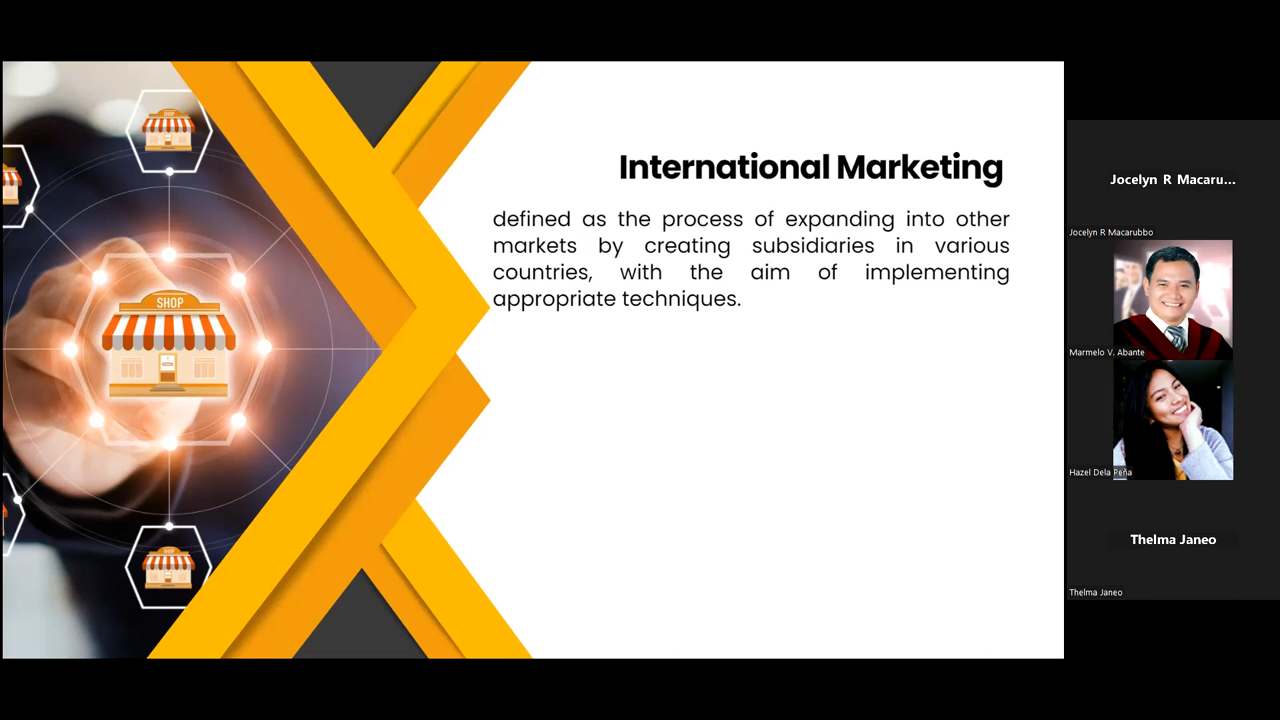 SHOP
SHOP
International Marketing
defined as the process of expanding into other
markets by creating subsidiaries in various
countries, with the aim of implementing
appropriate techniques.
SHOP
Jocelyn R Macaru...
Jocelyn R Macarubbo
Marmelo V. Abante
Hazel Dela Peña
Thelma Janeo
Thelma Janeo